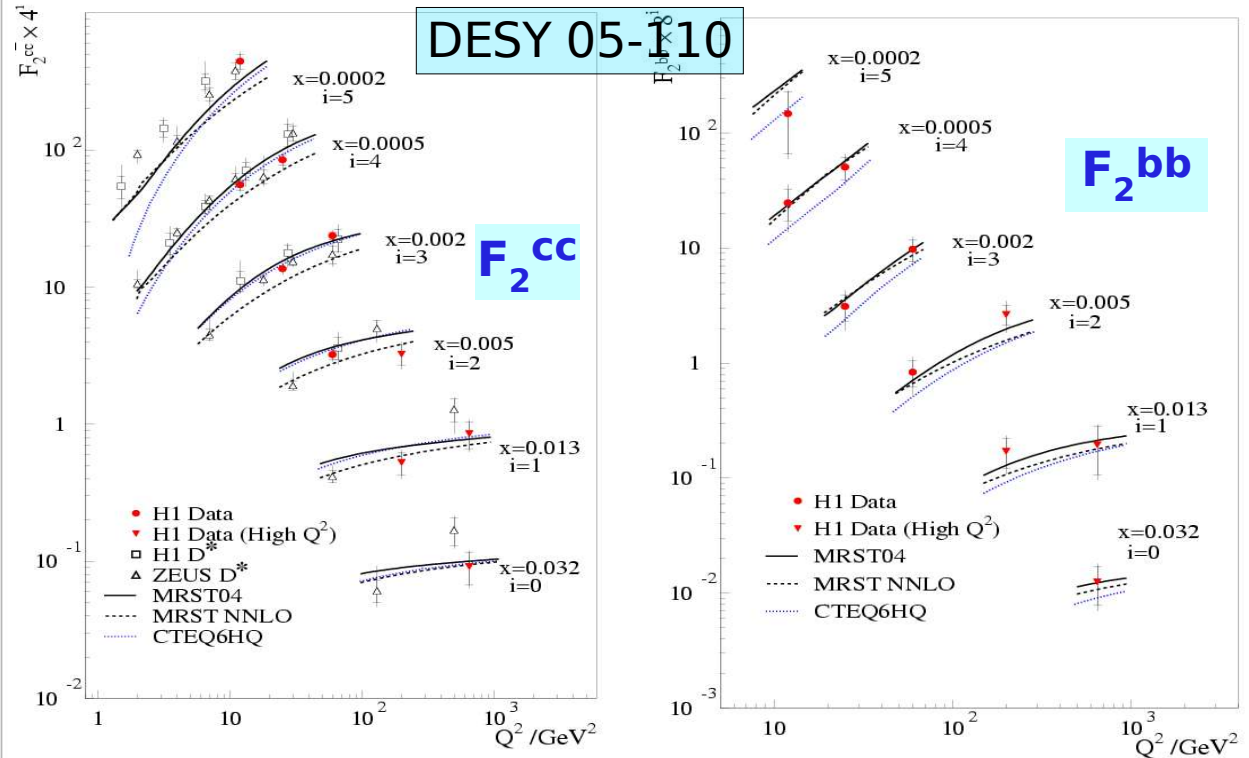 DESY 05-110
F2cc × 4i
10 2
10
1
10 -1
10 -2
1
10
10 2
10 3
Q2 /GeV2
x=0.0002
i=5
x=0.0005
i=4
x=0.002
i=3
x=0.005
i=2
x=0.013
i=1
x=0.032
i=0
F2cc
H1 Data
H1 Data (High Q2)
H1 D*
ZEUS D*
MRST04
MRST NNLO
CTEQ6HQ
10 2
10
1
10 -1
10 -2
10 -3
10
10 2
10 3
Q2 /GeV2
x=0.0002
i=5
x=0.0005
i=4
x=0.002
i=3
x=0.005
i=2
x=0.013
i=1
x=0.032
i=0
F2bb
H1 Data
H1 Data (High Q2)
MRST04
MRST NNLO
CTEQ6HQ